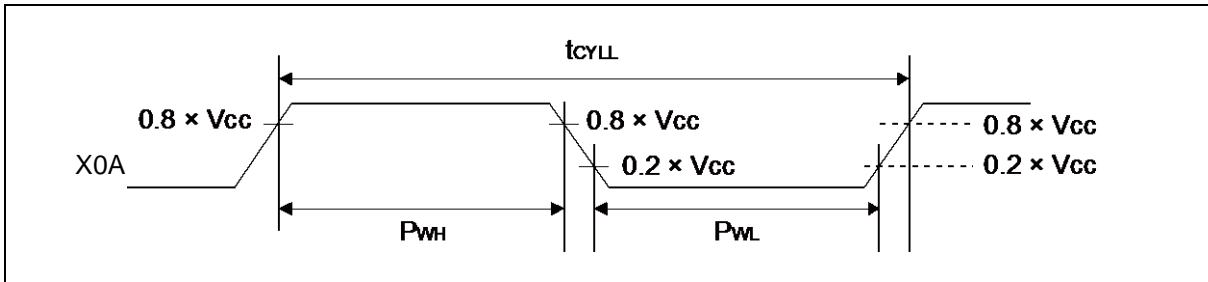 tCYLL
0.8 × Vcc 0.8 × Vcc 0.8 × Vcc
X0A 0.2 × Vcc 0.2 × Vcc
PWH PWL